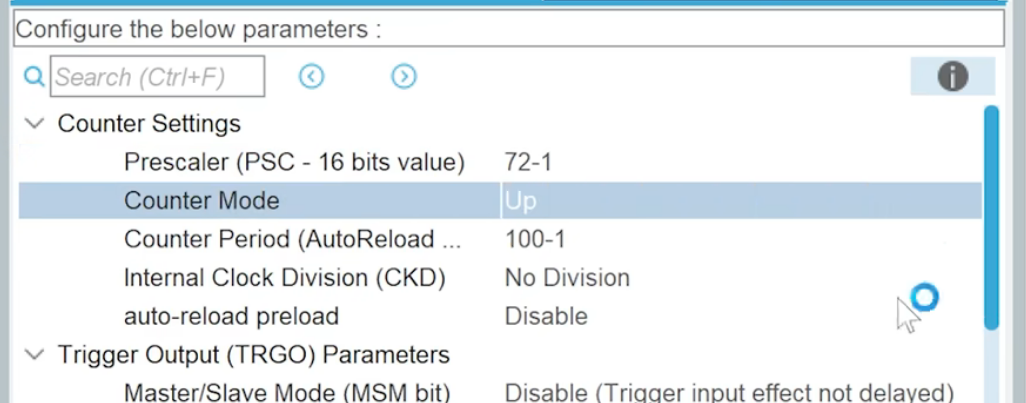 Configure the below parameters :
Search (Ctrl+F)
Counter Settings
Prescaler (PSC - 16 bits value) 72-1
Counter Mode Up
Counter Period (AutoReload ... 100-1
Internal Clock Division (CKD) No Division
auto-reload preload Disable
Trigger Output (TRGO) Parameters
Master/Slave Mode (MSM bit) Disable (Trigger input effect not delayed)